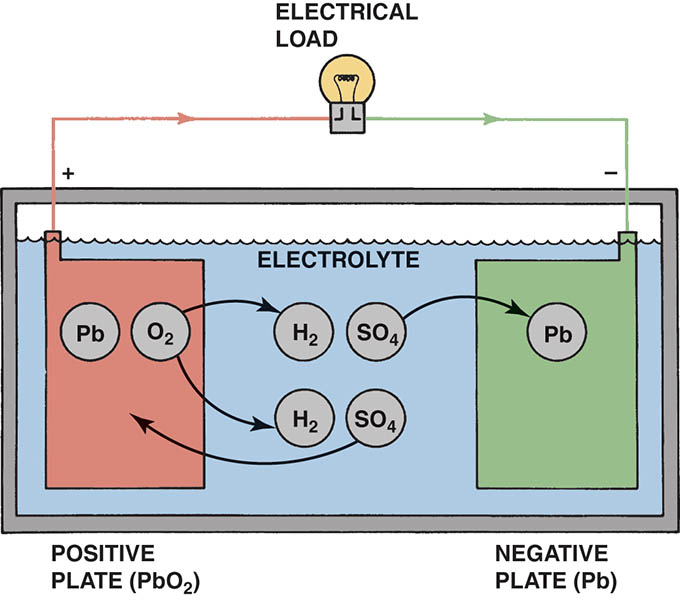 ELECTRICAL
LOAD
+
−
ELECTROLYTE
Pb
O₂
H₂
SO₄
Pb
H₂
SO₄
POSITIVE
PLATE (PbO₂)
NEGATIVE
PLATE (Pb)